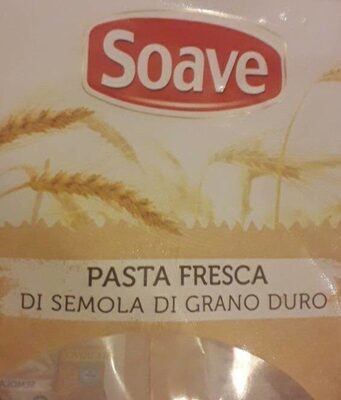 Soave
PASTA FRESCA
DI SEMOLA DI GRANO DURO